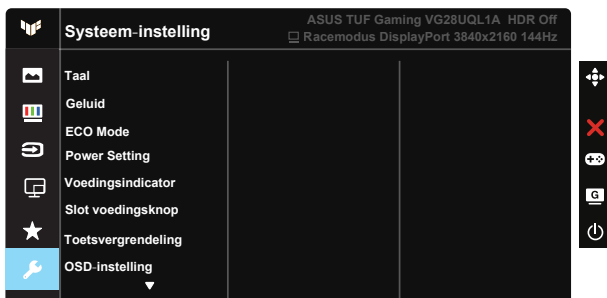 Systeem-instelling
ASUS TUF Gaming VG28UQL1A HDR Off
Racemodus DisplayPort 3840x2160 144Hz
Taal
Geluid
ECO Mode
Power Setting
Voedingsindicator
Slot voedingsknop
Toetsvergrendeling
OSD-instelling
G